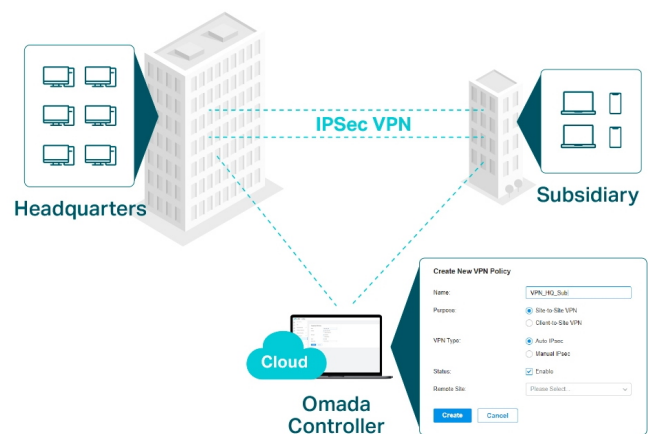 IPSec VPN
Headquarters
Subsidiary
Create New VPN Policy
Name:
VPN_HQ_Sub
Purpose:
Site-to-Site VPN
Client-to-Site VPN
VPN Type:
Auto IPsec
Manual IPsec
Status:
Enable
Remote Site:
Please Select...
Create
Cancel
Cloud
Omada
Controller